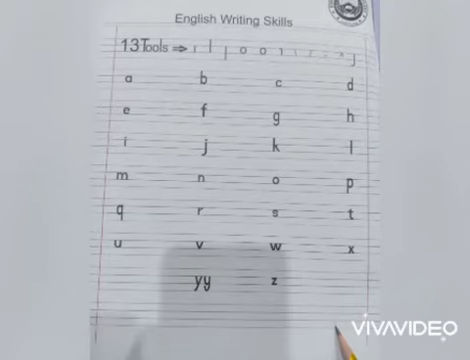 English Writing Skills
13Tools ⇒
a b c d
e f g h
i j k l
m n o p
q r s t
u v w x
yy z
VIVAVIDEO